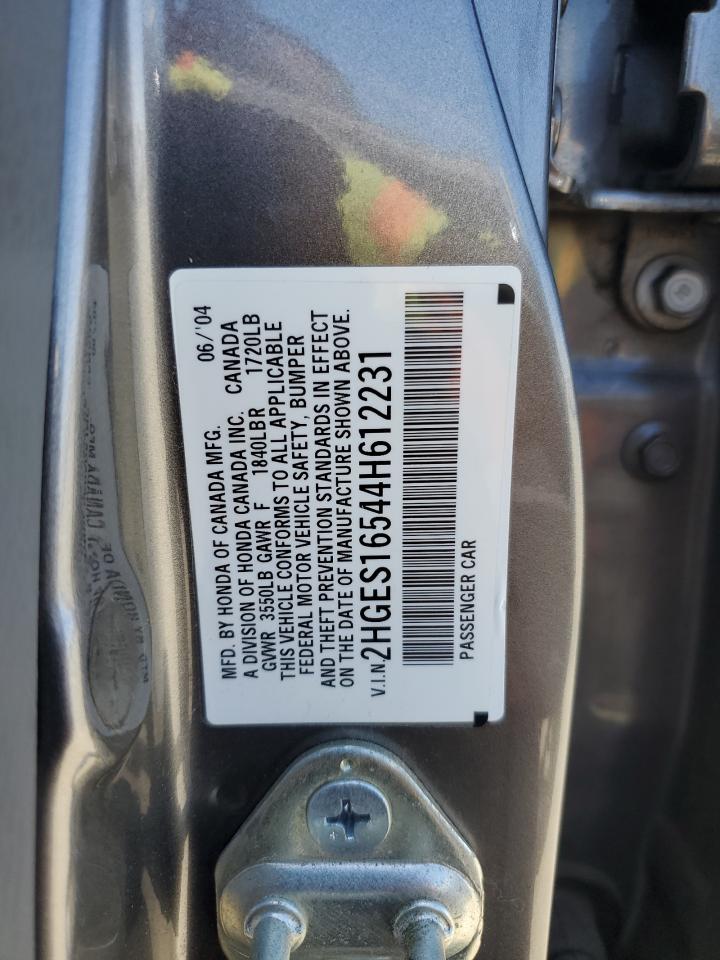 MFD. BY HONDA OF CANADA MFG. 06/'04
A DIVISION OF HONDA CANADA INC. CANADA
GVWR 3550LB GAWR F 1840LBR 1720LB
THIS VEHICLE CONFORMS TO ALL APPLICABLE
FEDERAL MOTOR VEHICLE SAFETY, BUMPER
AND THEFT PREVENTION STANDARDS IN EFFECT
ON THE DATE OF MANUFACTURE SHOWN ABOVE.
V.I.N. 2HGES16544H612231
PASSENGER CAR